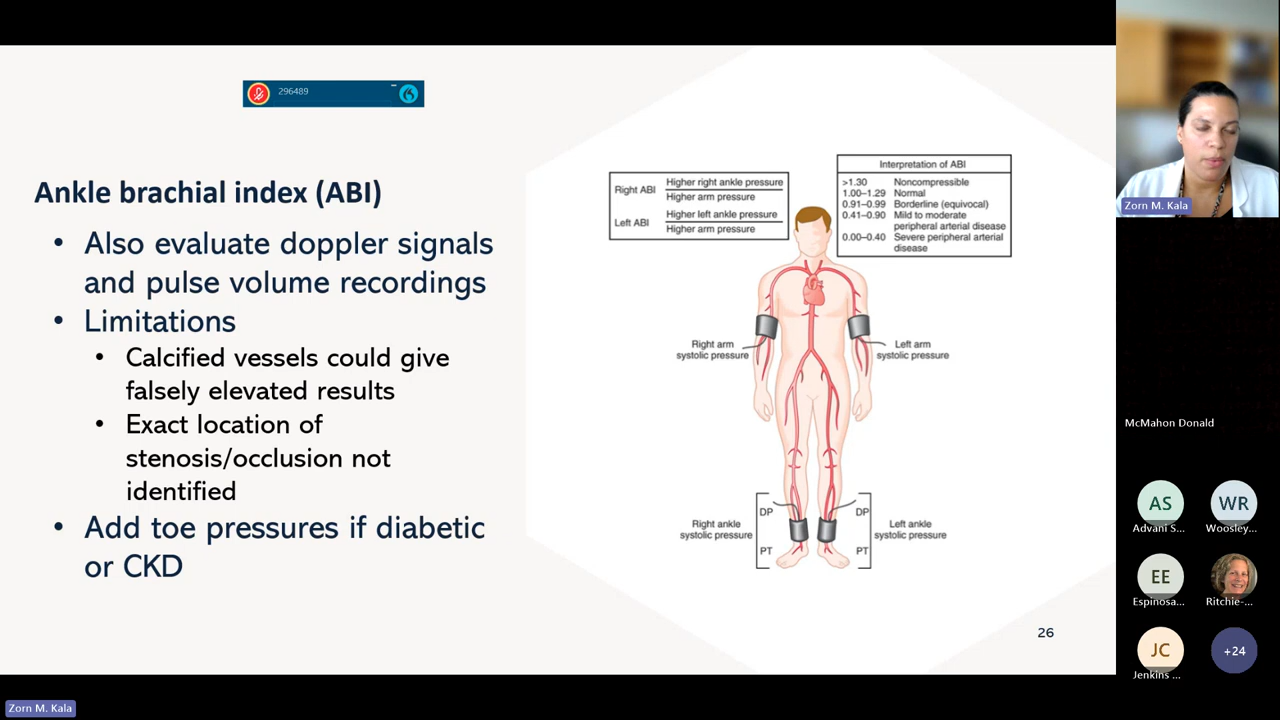 296489
Ankle brachial index (ABI)
• Also evaluate doppler signals
and pulse volume recordings
• Limitations
• Calcified vessels could give
falsely elevated results
• Exact location of
stenosis/occlusion not
identified
• Add toe pressures if diabetic
or CKD
Right ABI
Higher right ankle pressure
Higher arm pressure
Left ABI
Higher left ankle pressure
Higher arm pressure
Interpretation of ABI
>1.30 Noncompressible
1.00–1.29 Normal
0.91–0.99 Borderline (equivocal)
0.41–0.90 Mild to moderate
peripheral arterial disease
0.00–0.40 Severe peripheral arterial
disease
Right arm
systolic pressure
Left arm
systolic pressure
Right ankle
systolic pressure
DP
PT
DP
PT
Left ankle
systolic pressure
26
Zorn M. Kala
McMahon Donald
AS
Advani S...
WR
Woosley...
EE
Espinosa...
Ritchie-...
JC
Jenkins ...
+24
Zorn M. Kala